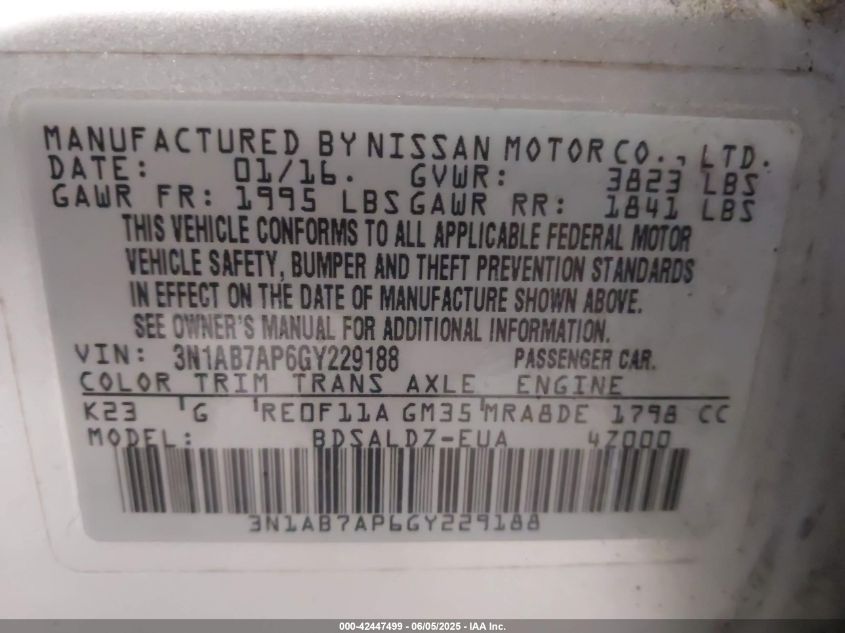 MANUFACTURED BY NISSAN MOTOR CO., LTD.
DATE: 01/16. GVWR: 3823 LBS
GAWR FR: 1995 LBS GAWR RR: 1841 LBS
THIS VEHICLE CONFORMS TO ALL APPLICABLE FEDERAL MOTOR
VEHICLE SAFETY, BUMPER AND THEFT PREVENTION STANDARDS
IN EFFECT ON THE DATE OF MANUFACTURE SHOWN ABOVE.
SEE OWNER'S MANUAL FOR ADDITIONAL INFORMATION.
VIN: 3N1AB7AP6GY229188 PASSENGER CAR.
COLOR TRIM TRANS AXLE ENGINE
K23 G RE0F11A GM35 MRA8DE 1798 CC
MODEL: BDSALDZ-EUA 4Z000
3N1AB7AP6GY229188
000-42447499 - 06/05/2025 - IAA Inc.